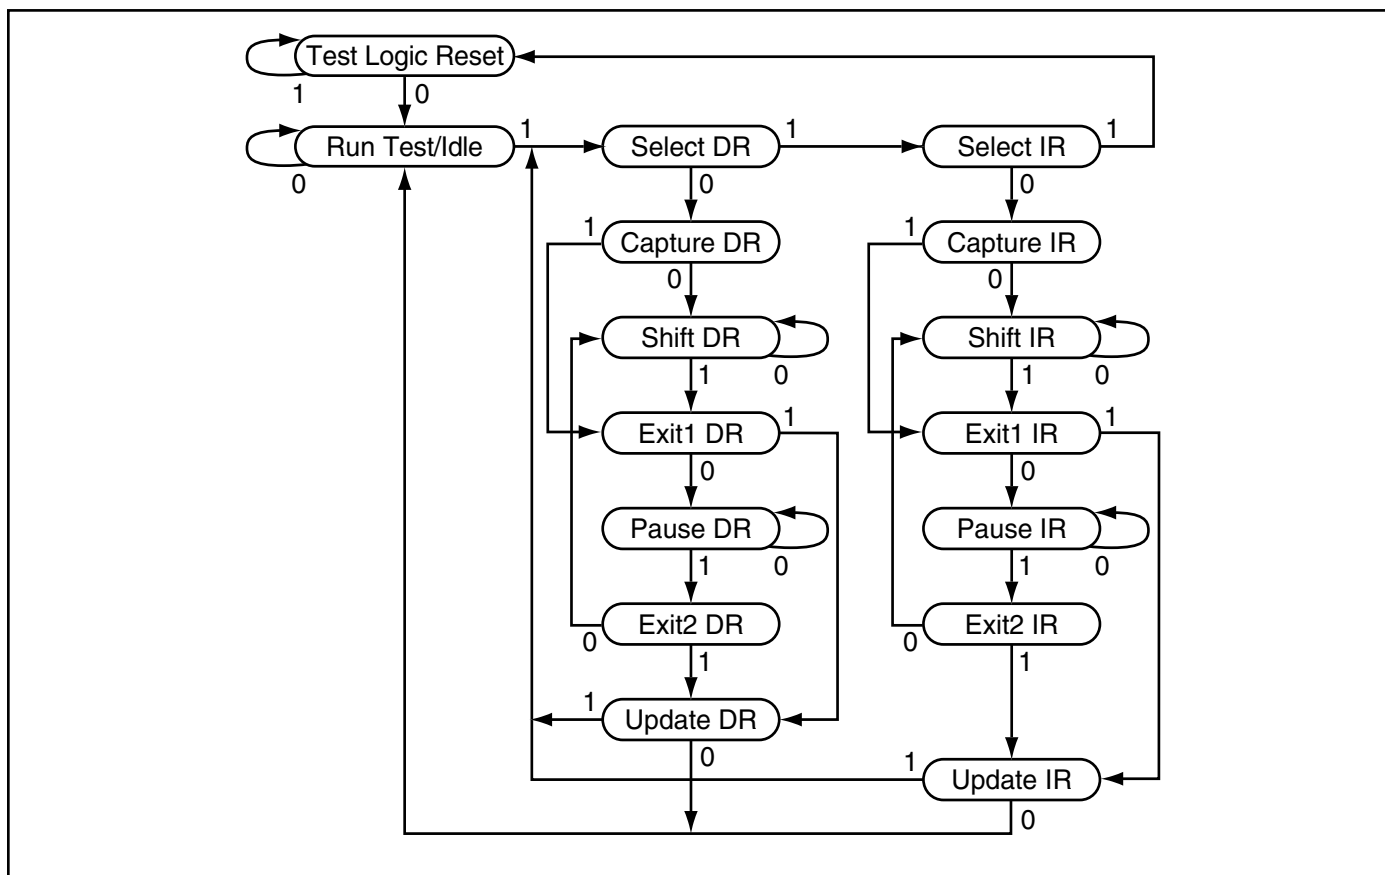 Test Logic Reset
1
0
Run Test/Idle
1
0
Select DR
1
0
Select IR
1
0
1
Capture DR
0
1
Capture IR
0
Shift DR
1
0
Shift IR
1
0
Exit1 DR
1
0
Exit1 IR
1
0
Pause DR
1
0
Pause IR
1
0
Exit2 DR
0
1
Exit2 IR
0
1
1
Update DR
0
1
Update IR
0